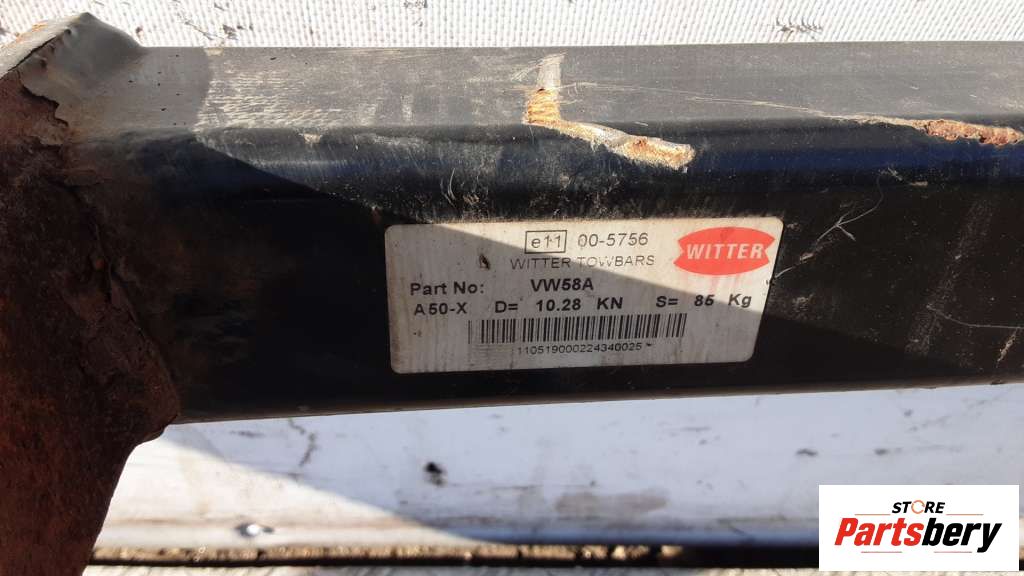 e11 00-5756
WITTER TOWBARS
WITTER
Part No: VW58A
A50-X D= 10.28 KN S= 85 Kg
110519000224340025
STORE
Partsbery